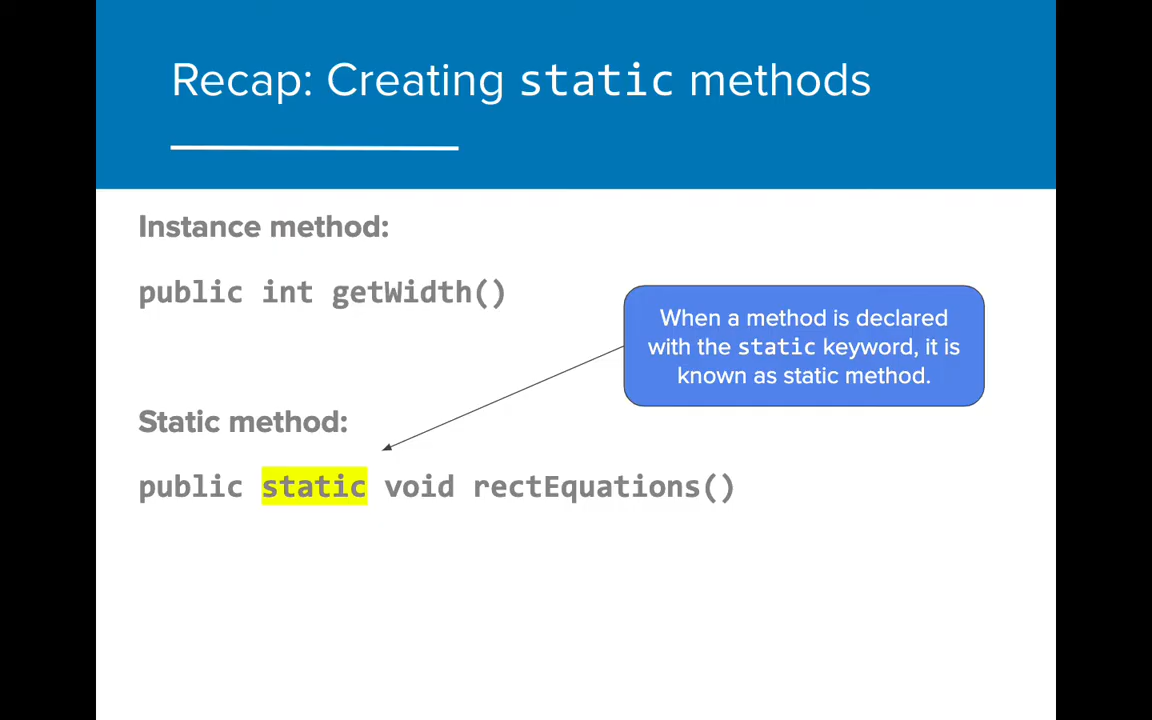 Recap: Creating static methods
Instance method:
public int getWidth()
When a method is declared
with the static keyword, it is
known as static method.
Static method:
public static void rectEquations()